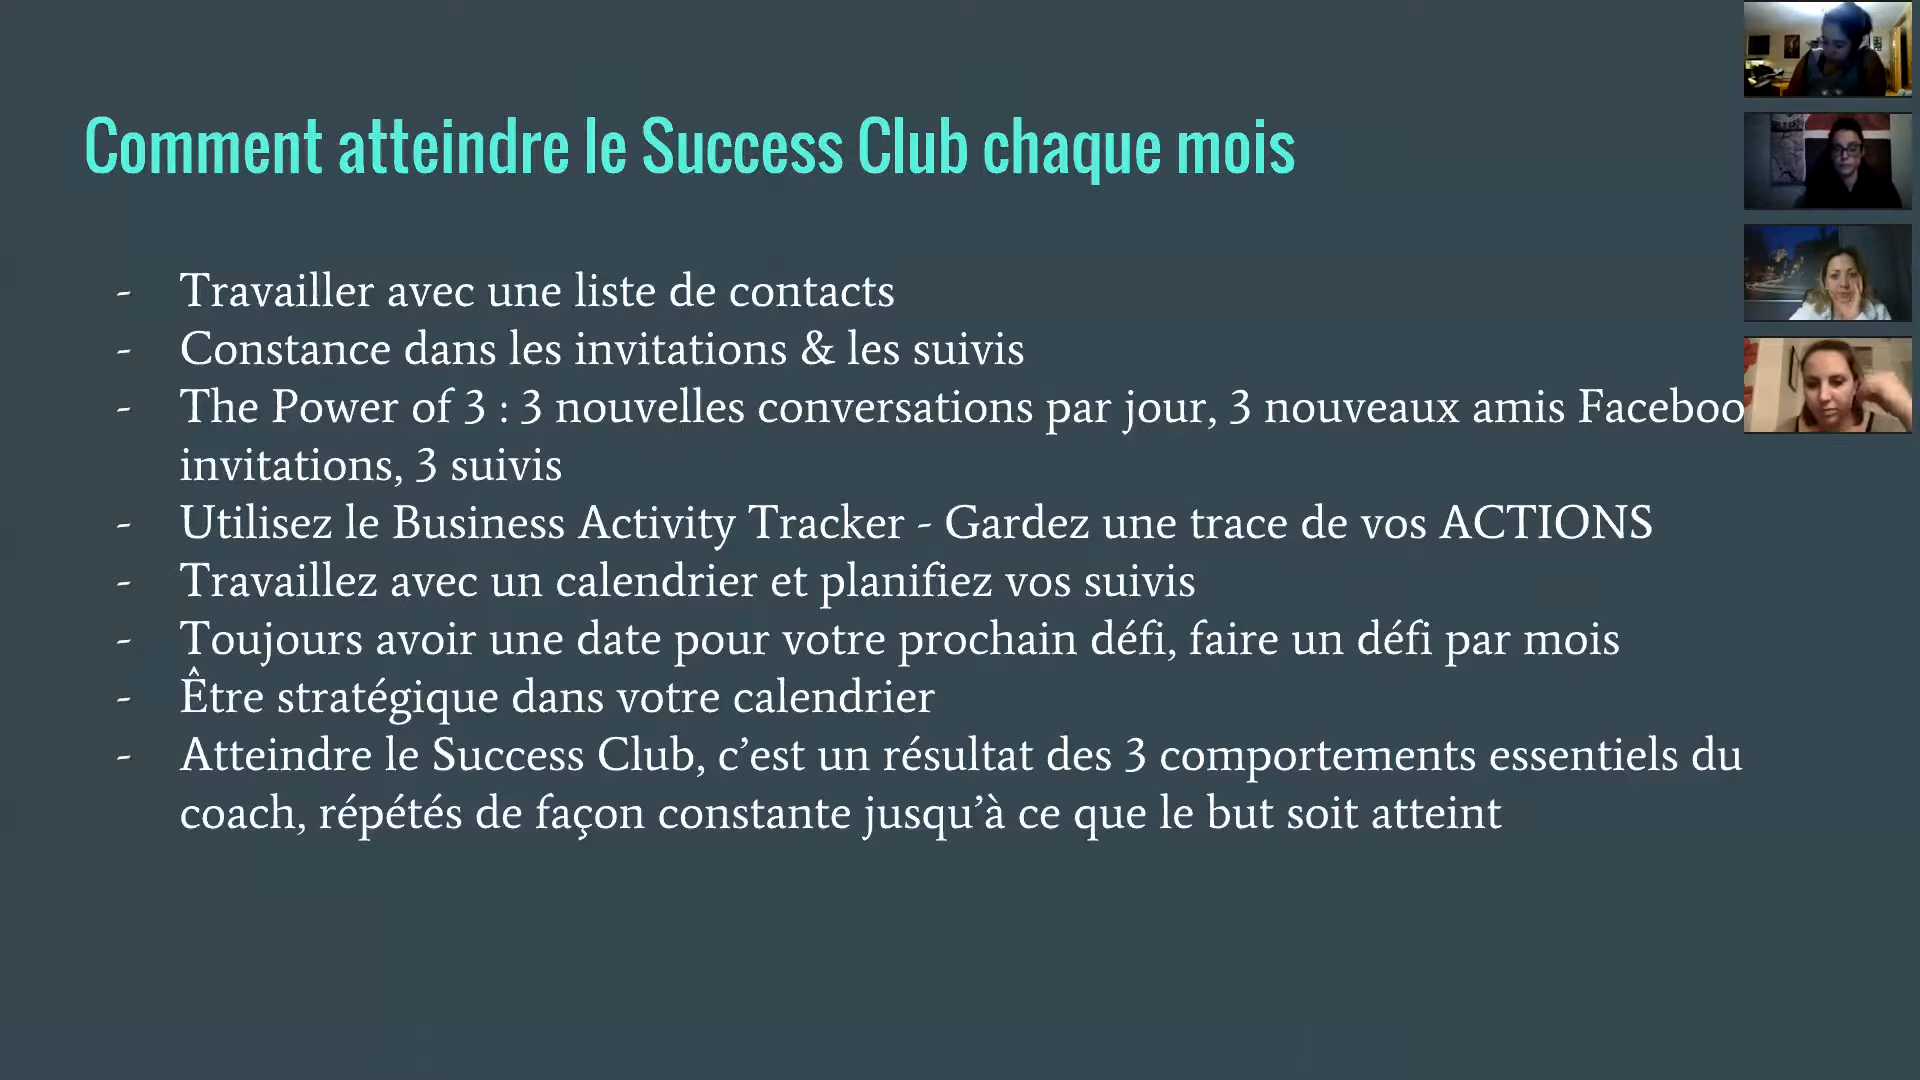 Comment atteindre le Success Club chaque mois
- Travailler avec une liste de contacts
- Constance dans les invitations & les suivis
- The Power of 3 : 3 nouvelles conversations par jour, 3 nouveaux amis
invitations, 3 suivis
- Utilisez le Business Activity Tracker - Gardez une trace de vos ACTIONS
- Travaillez avec un calendrier et planifiez vos suivis
- Toujours avoir une date pour votre prochain défi, faire un défi par mois
- Être stratégique dans votre calendrier
- Atteindre le Success Club, c’est un résultat des 3 comportements essentiels du
coach, répétés de façon constante jusqu’à ce que le but soit atteint